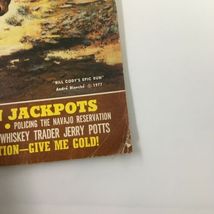 "BILL CODY'S EPIC RUN"
André Bianché © 1977
JACKPOTS
• POLICING THE NAVAJO RESERVATION
WHISKEY TRADER JERRY POTTS
TION—GIVE ME GOLD!